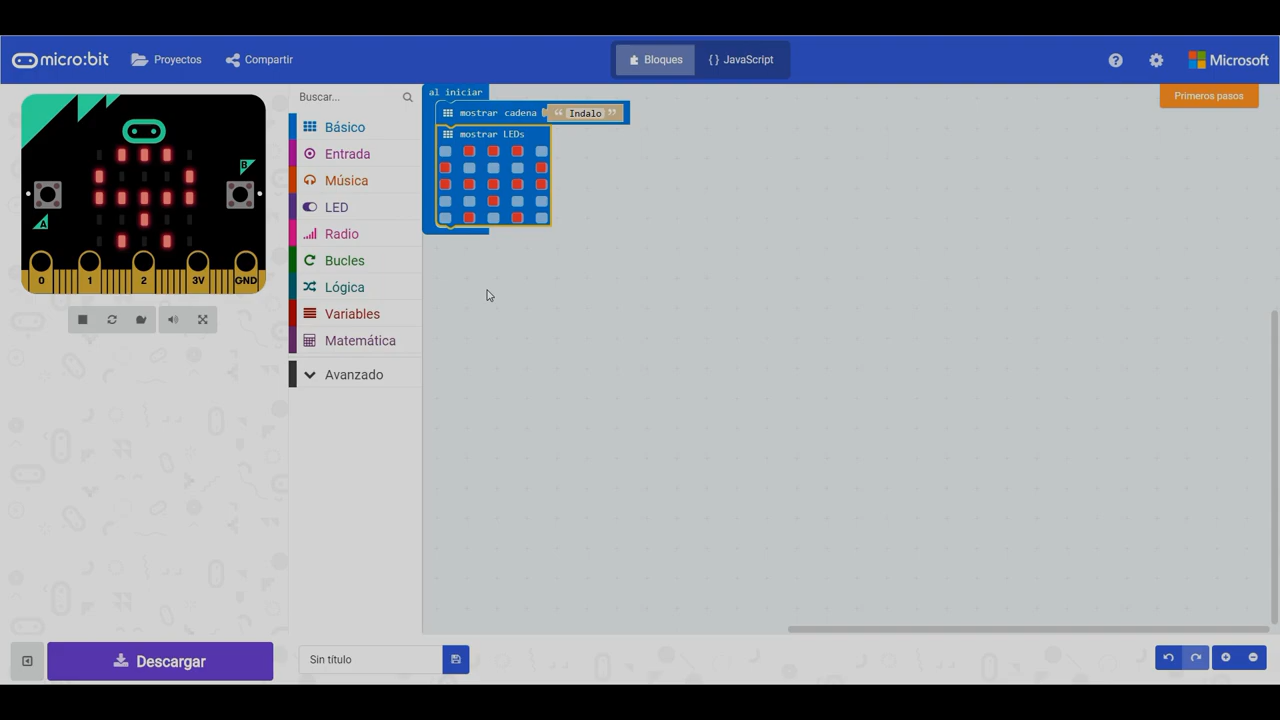 micro:bit
Proyectos
Compartir
Bloques
{} JavaScript
Microsoft
Primeros pasos
Buscar...
Básico
Entrada
Música
LED
Radio
Bucles
Lógica
Variables
Matemática
Avanzado
al iniciar
mostrar cadena “ Indalo ”
mostrar LEDs
B
A
0 1 2 3V GND
Descargar
Sin título